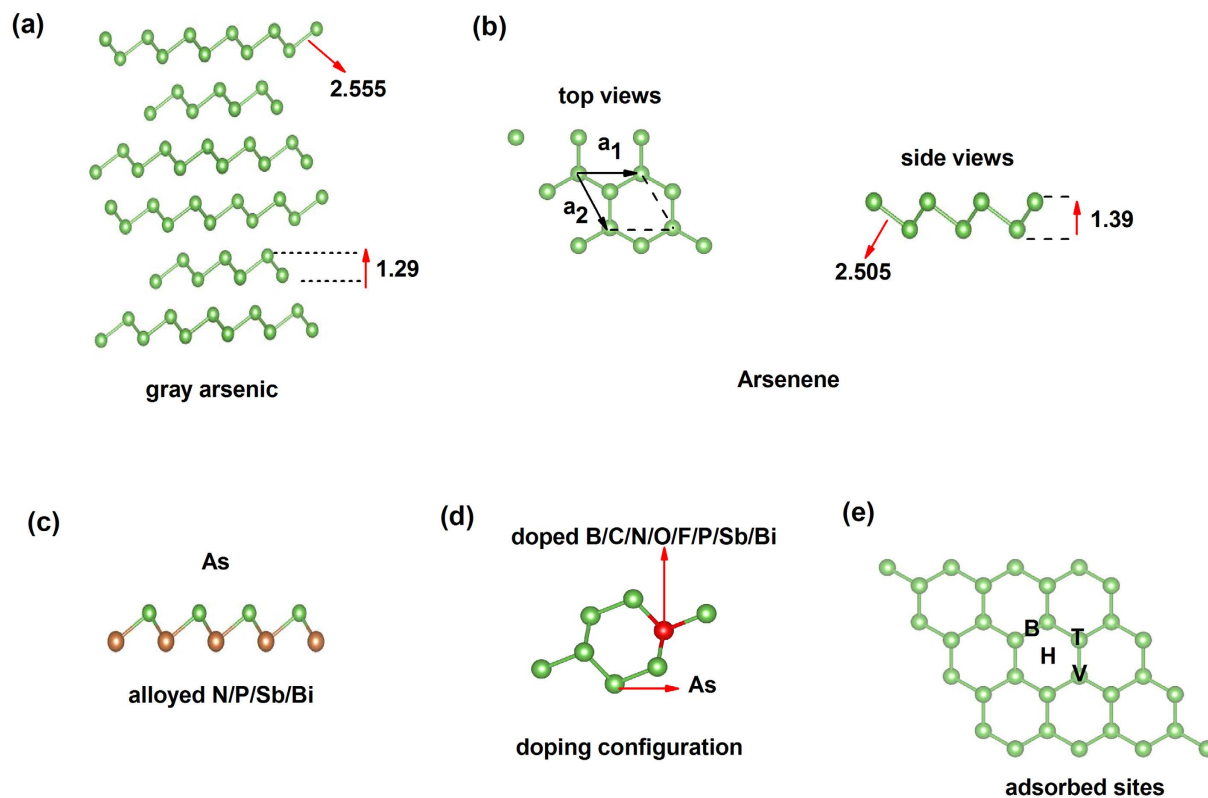 (a)
2.555
1.29
gray arsenic
(b)
top views
a1
a2
side views
1.39
2.505
Arsenene
(c)
As
alloyed N/P/Sb/Bi
(d)
doped B/C/N/O/F/P/Sb/Bi
As
doping configuration
(e)
B
T
H
V
adsorbed sites